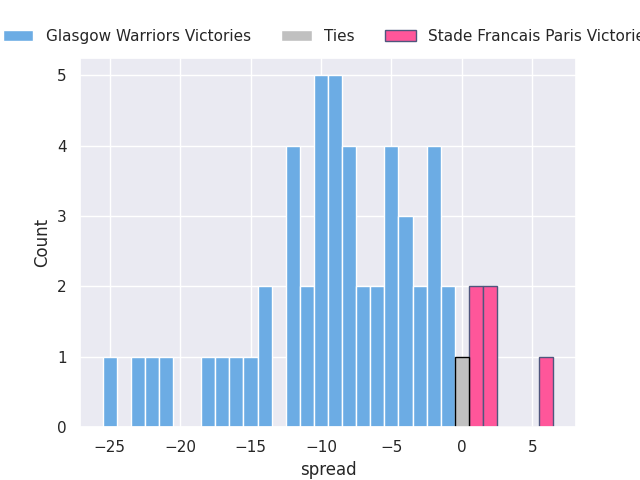 Glasgow Warriors Victories Ties Stade Francais Paris Victorie
5
4
3
2
1
0
Count
−25 −20 −15 −10 −5 0 5
spread